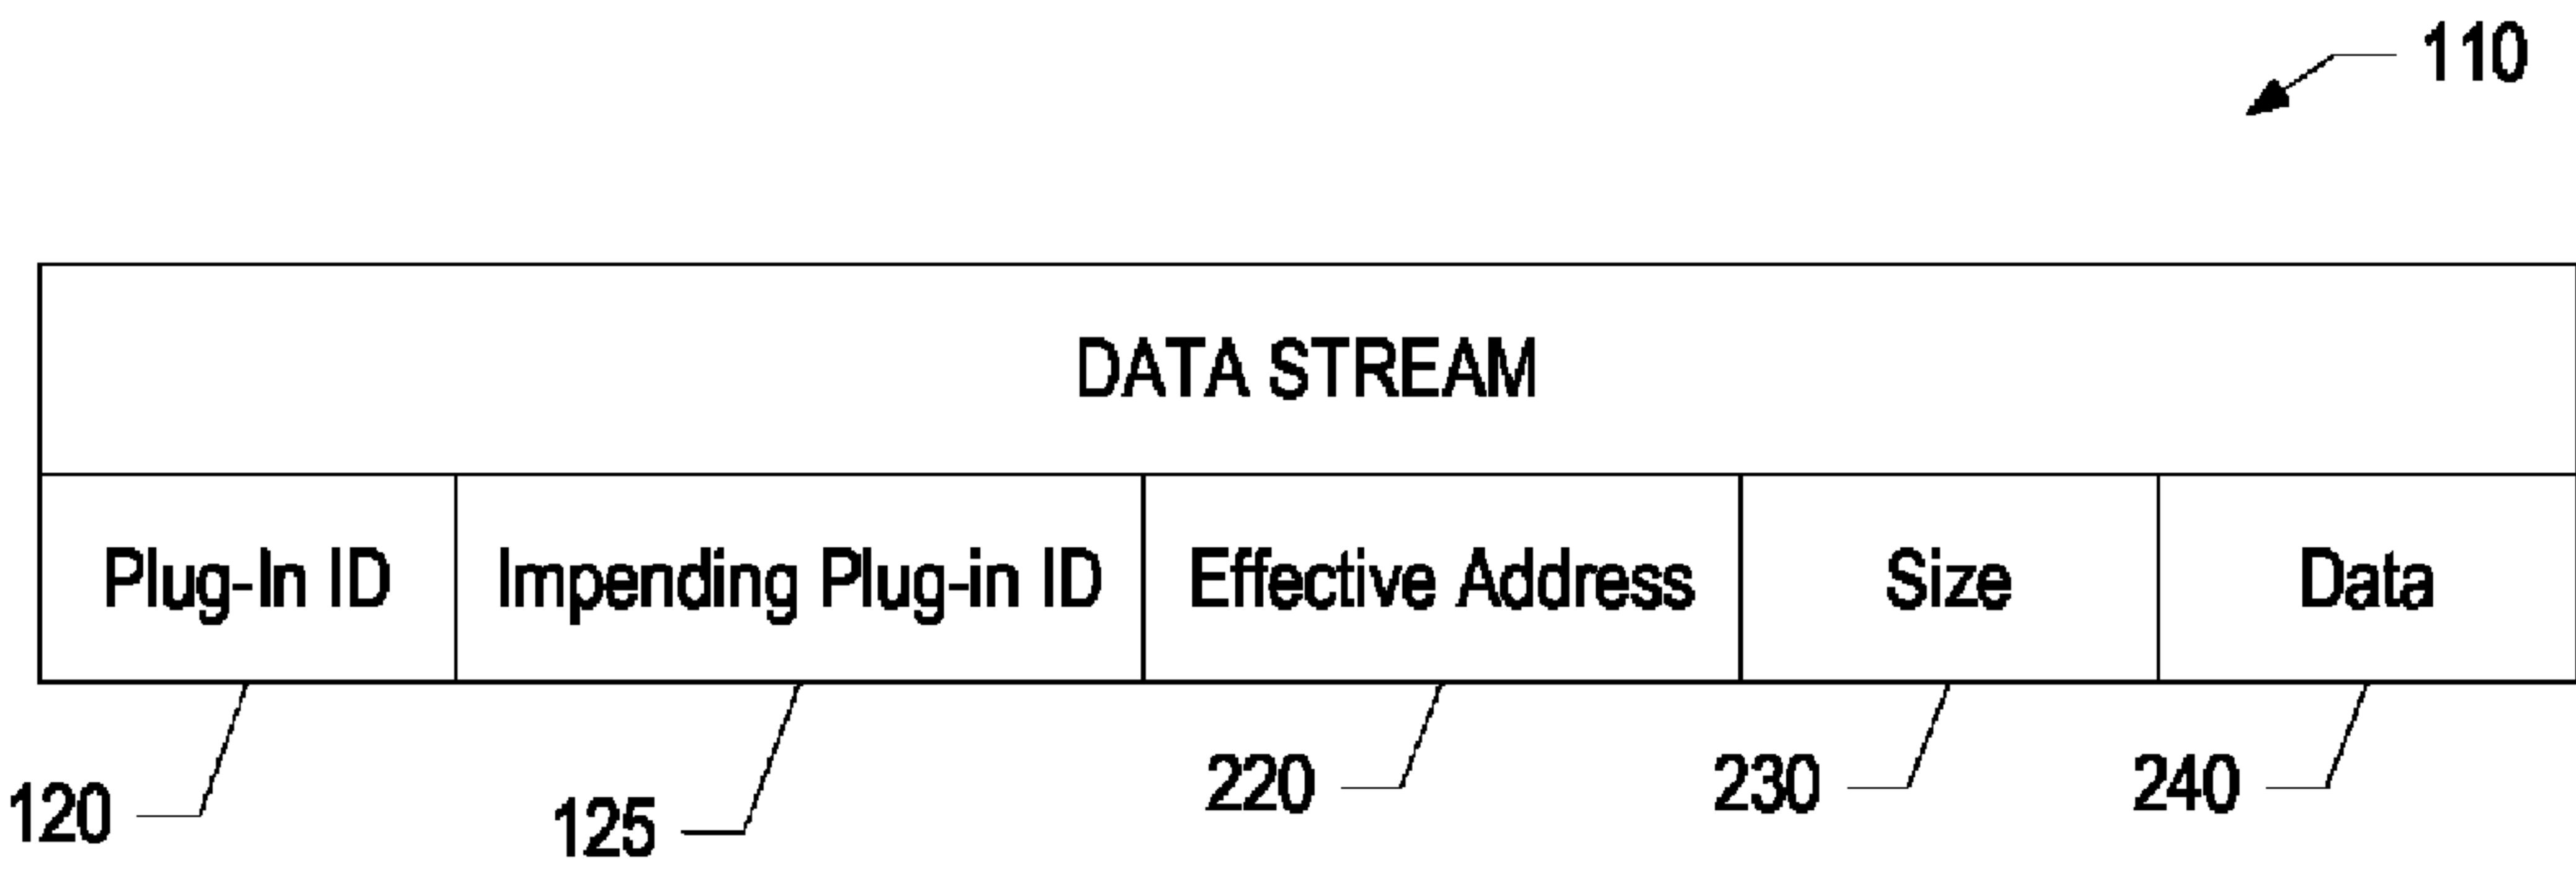 110
DATA STREAM
Plug-In ID Impending Plug-in ID Effective Address Size Data
120 125 220 230 240